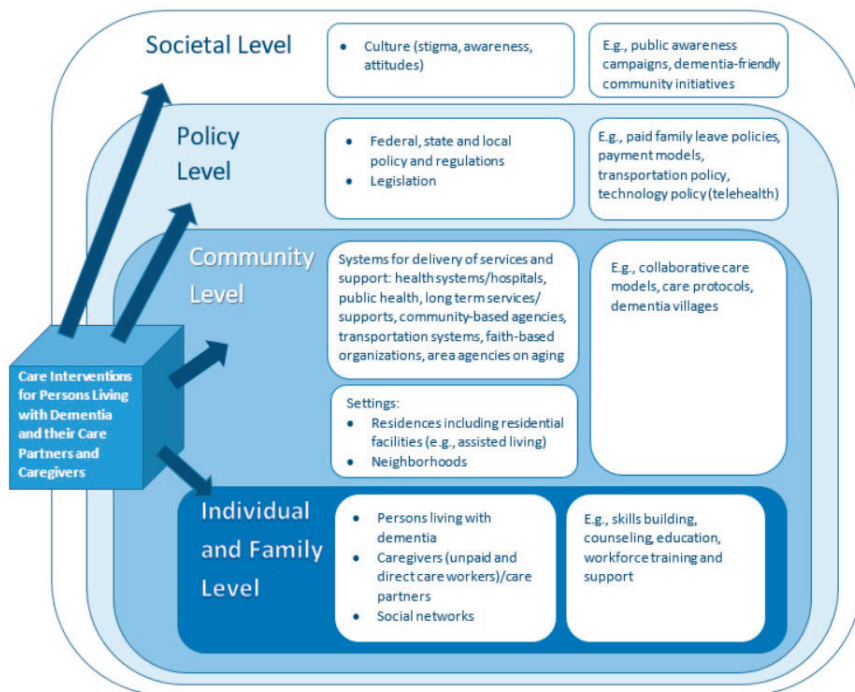 Societal Level
• Culture (stigma, awareness,
attitudes)
E.g., public awareness
campaigns, dementia-friendly
community initiatives
Policy
Level
• Federal, state and local
policy and regulations
• Legislation
E.g., paid family leave policies,
payment models,
transportation policy,
technology policy (telehealth)
Community
Level
Systems for delivery of services and
support: health systems/hospitals,
public health, long term services/
supports, community-based agencies,
transportation systems, faith-based
organizations, area agencies on aging
E.g., collaborative care
models, care protocols,
dementia villages
Settings:
• Residences including residential
facilities (e.g., assisted living)
• Neighborhoods
Care Interventions
for Persons Living
with Dementia
and their Care
Partners and
Caregivers
Individual
and Family
Level
• Persons living with
dementia
• Caregivers (unpaid and
direct care workers)/care
partners
• Social networks
E.g., skills building,
counseling, education,
workforce training and
support